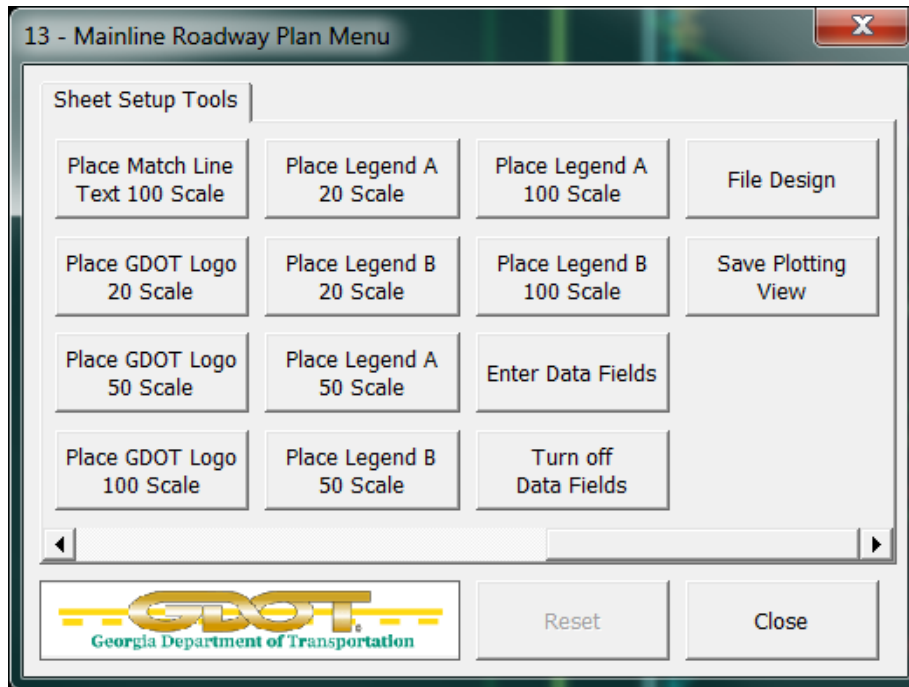 13 - Mainline Roadway Plan Menu
X
Sheet Setup Tools
Place Match Line
Text 100 Scale
Place Legend A
20 Scale
Place Legend A
100 Scale
File Design
Place GDOT Logo
20 Scale
Place Legend B
20 Scale
Place Legend B
100 Scale
Save Plotting
View
Place GDOT Logo
50 Scale
Place Legend A
50 Scale
Enter Data Fields
Place GDOT Logo
100 Scale
Place Legend B
50 Scale
Turn off
Data Fields
GDOT
Georgia Department of Transportation
Reset
Close